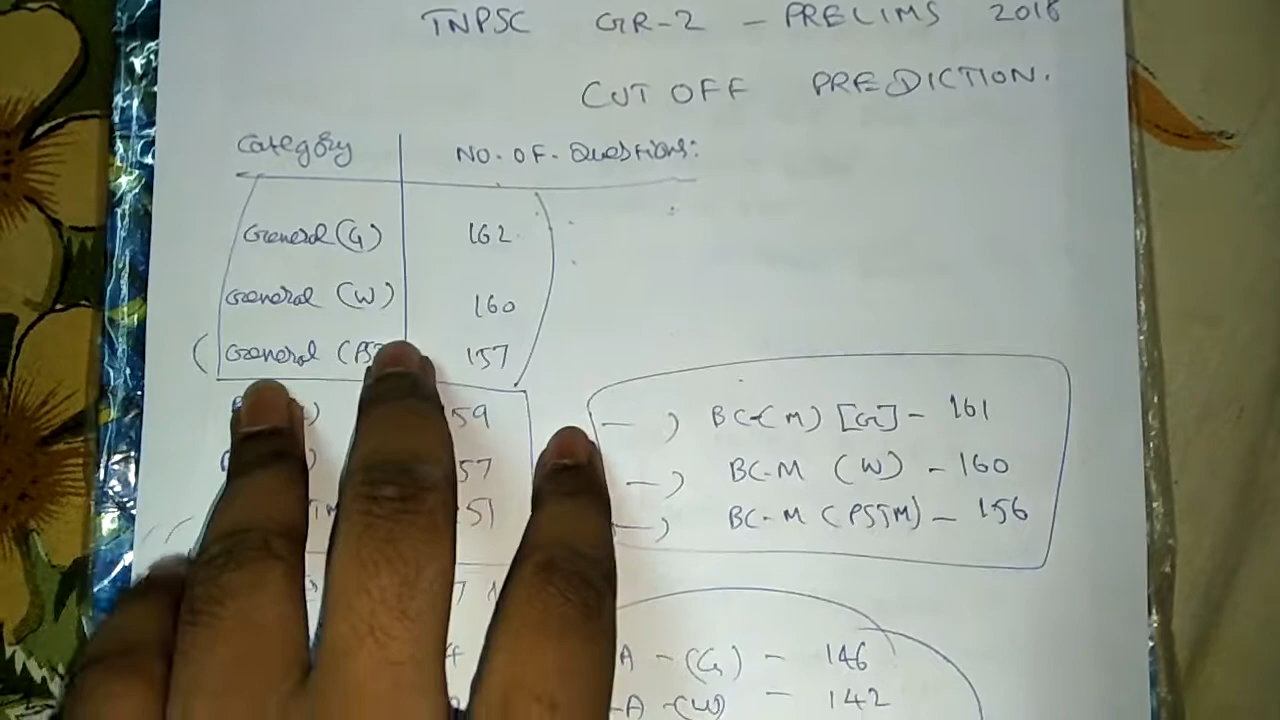 TNPSC GR-2 - PRELIMS 2018
CUT OFF PREDICTION.
Category NO. OF. Questions:
General (G) 162
General (W) 160
General 157
59
57
51
BC-(M) [G] - 161
BC-M (W) - 160
BC-M (PSTM) - 156
A - (G) - 146
-A - (W) - 142